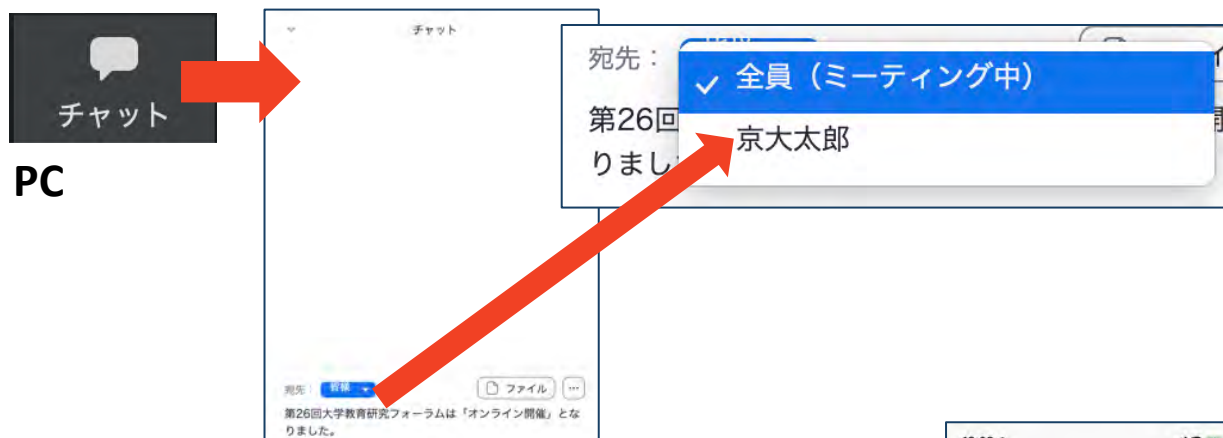 チャット
PC
チャット
宛先：
ファイル
第26回大学教育研究フォーラムは「オンライン開催」とな
りました。
宛先：
全員（ミーティング中）
第26回
京大太郎
りまし